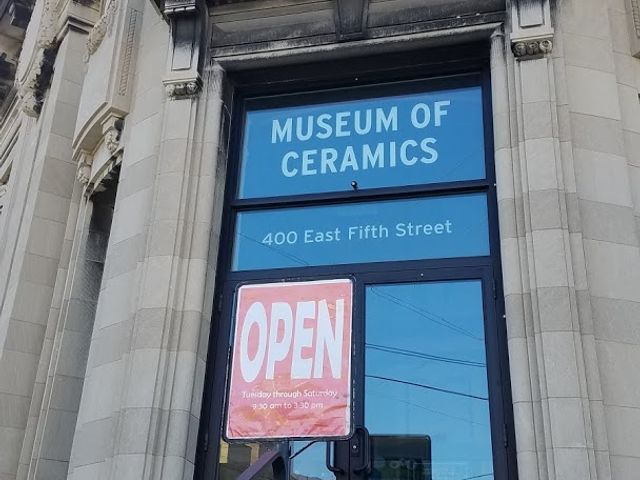 MUSEUM OF
CERAMICS
400 East Fifth Street
OPEN
Tuesday through Saturday
9:30 am to 3:30 pm